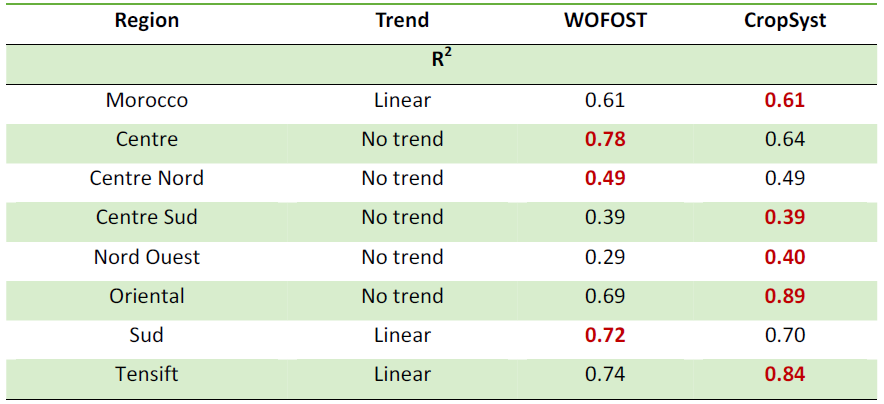 Region Trend WOFOST CropSyst
R²
Morocco Linear 0.61 0.61
Centre No trend 0.78 0.64
Centre Nord No trend 0.49 0.49
Centre Sud No trend 0.39 0.39
Nord Ouest No trend 0.29 0.40
Oriental No trend 0.69 0.89
Sud Linear 0.72 0.70
Tensift Linear 0.74 0.84